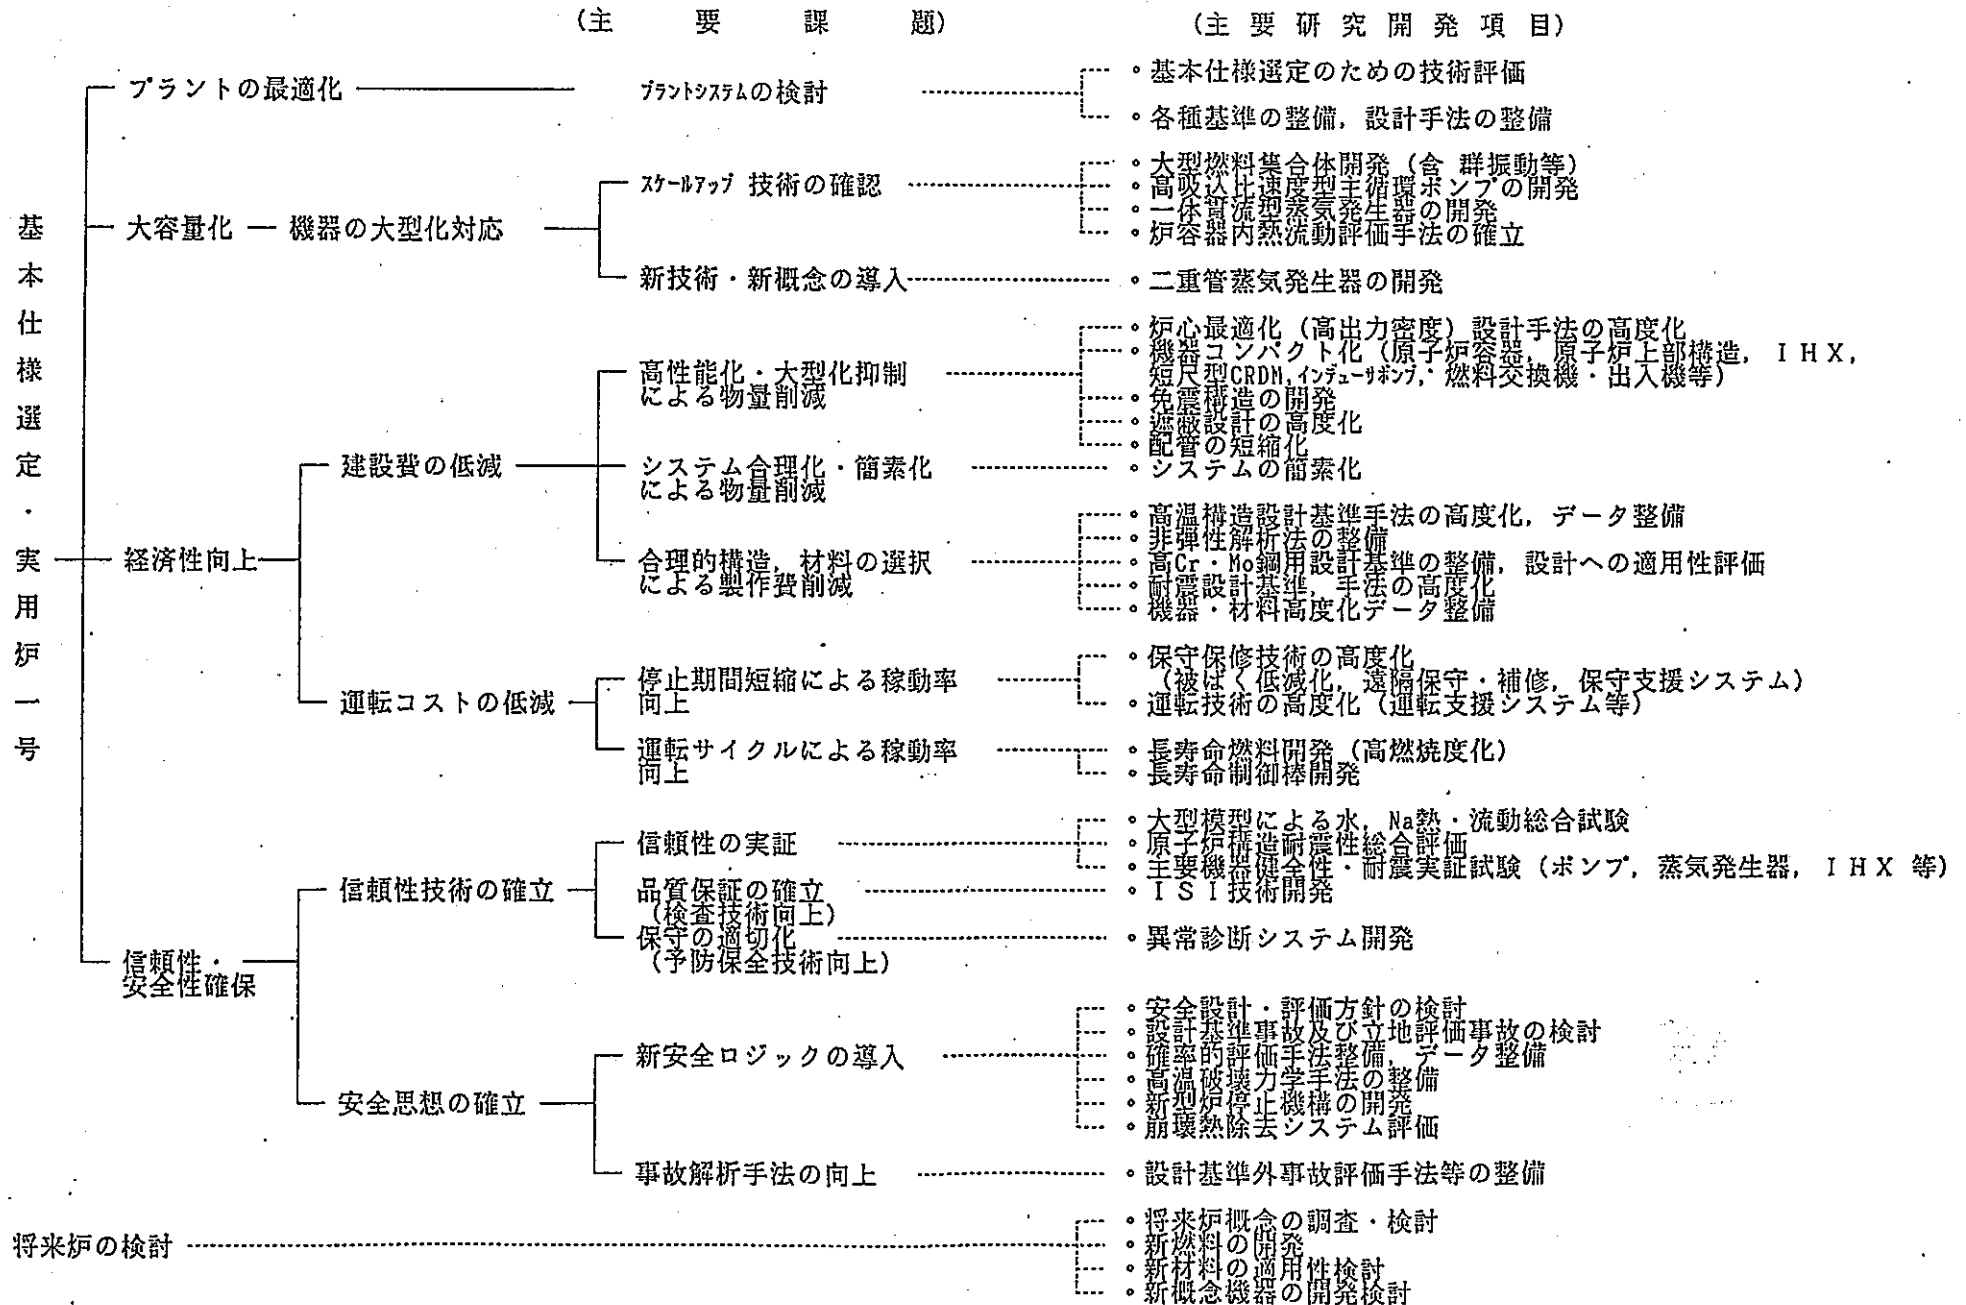 (主要課題)
(主要研究開発項目)
基本仕様選定・実用炉一号
プラントの最適化
プラントシステムの検討
・基本仕様選定のための技術評価
・各種基準の整備,設計手法の整備
大容量化
機器の大型化対応
スケールアップ 技術の確認
・大型燃料集合体開発(含 群振動等)
・高吸込比速度型主循環ポンプの開発
・一体貫流型蒸気発生器の開発
・炉容器内熱流動評価手法の確立
新技術・新概念の導入
・二重管蒸気発生器の開発
経済性向上
建設費の低減
高性能化・大型化抑制
による物量削減
・炉心最適化(高出力密度)設計手法の高度化
・機器コンパクト化(原子炉容器,原子炉上部構造,IHX,
短尺型CRDM,インデューサポンプ,燃料交換機・出入機等)
・免震構造の開発
・遮蔽設計の高度化
・配管の短縮化
システム合理化・簡素化
による物量削減
・システムの簡素化
合理的構造,材料の選択
による製作費削減
・高温構造設計基準手法の高度化,データ整備
・非弾性解析法の整備
・高Cr・Mo鋼用設計基準の整備,設計への適用性評価
・耐震設計基準,手法の高度化
・機器・材料高度化データ整備
運転コストの低減
停止期間短縮による稼動率
向上
・保守保修技術の高度化
(被ばく低減化,遠隔保守・補修,保守支援システム)
・運転技術の高度化(運転支援システム等)
運転サイクルによる稼動率
向上
・長寿命燃料開発(高燃焼度化)
・長寿命制御棒開発
信頼性・
安全性確保
信頼性技術の確立
信頼性の実証
・大型模型による水,Na熱・流動総合試験
・原子炉構造耐震性総合評価
・主要機器健全性・耐震実証試験(ポンプ,蒸気発生器,IHX 等)
品質保証の確立
(検査技術向上)
・ISI技術開発
保守の適切化
(予防保全技術向上)
・異常診断システム開発
安全思想の確立
新安全ロジックの導入
・安全設計・評価方針の検討
・設計基準事故及び立地評価事故の検討
・確率的評価手法整備,データ整備
・高温破壊力学手法の整備
・新型炉停止機構の開発
・崩壊熱除去システム評価
事故解析手法の向上
・設計基準外事故評価手法等の整備
将来炉の検討
・将来炉概念の調査・検討
・新燃料の開発
・新材料の適用性検討
・新概念機器の開発検討